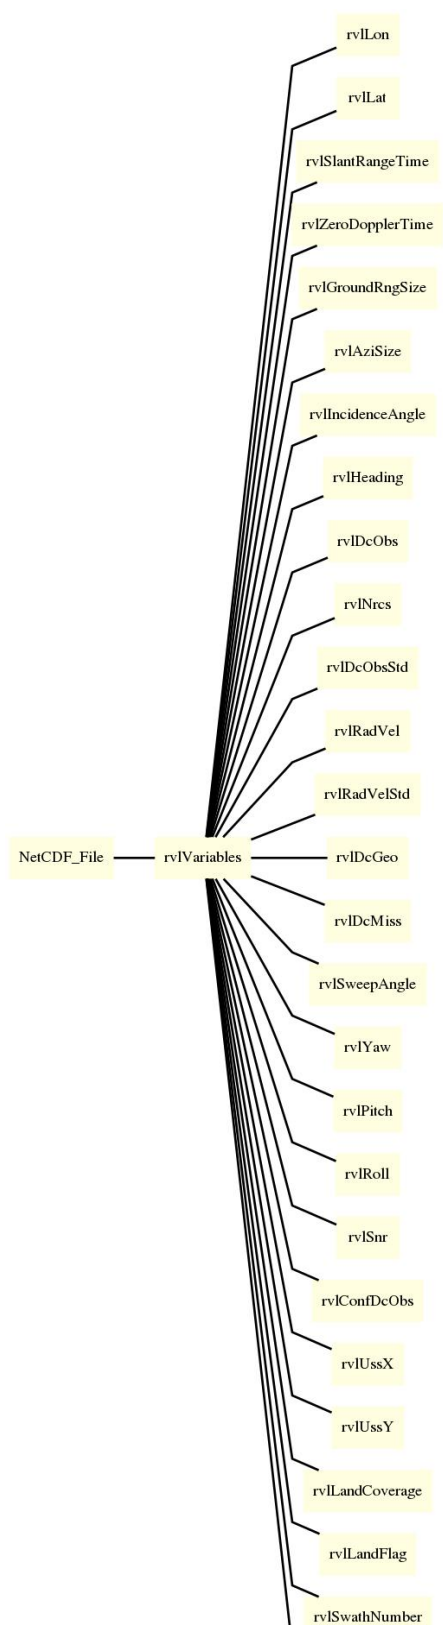 rvlLon
rvlLat
rvlSlantRangeTime
rvlZeroDopplerTime
rvlGroundRngSize
rvlAziSize
rvlIncidenceAngle
rvlHeading
rvlDcObs
rvlNrcs
rvlDcObsStd
rvlRadVel
rvlRadVelStd
NetCDF_File
rvlVariables
rvlDcGeo
rvlDcMiss
rvlSweepAngle
rvlYaw
rvlPitch
rvlRoll
rvlSnr
rvlConfDcObs
rvlUssX
rvlUssY
rvlLandCoverage
rvlLandFlag
rvlSwathNumber